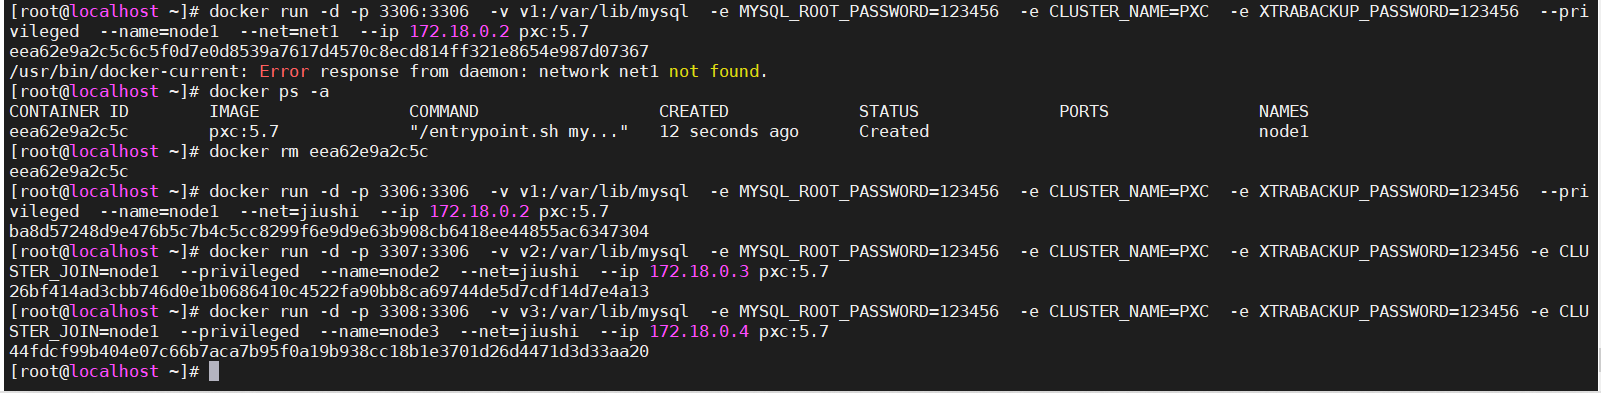 [root@localhost ~]# docker run -d -p 3306:3306  -v v1:/var/lib/mysql  -e MYSQL_ROOT_PASSWORD=123456  -e CLUSTER_NAME=PXC  -e XTRABACKUP_PASSWORD=123456  --pri
vileged  --name=node1  --net=net1  --ip 172.18.0.2 pxc:5.7
eea62e9a2c5c6c5f0d7e0d8539a7617d4570c8ecd814ff321e8654e987d07367
/usr/bin/docker-current: Error response from daemon: network net1 not found.
[root@localhost ~]# docker ps -a
CONTAINER ID        IMAGE               COMMAND                  CREATED             STATUS              PORTS               NAMES
eea62e9a2c5c        pxc:5.7             "/entrypoint.sh my..."   12 seconds ago      Created                                 node1
[root@localhost ~]# docker rm eea62e9a2c5c
eea62e9a2c5c
[root@localhost ~]# docker run -d -p 3306:3306  -v v1:/var/lib/mysql  -e MYSQL_ROOT_PASSWORD=123456  -e CLUSTER_NAME=PXC  -e XTRABACKUP_PASSWORD=123456  --pri
vileged  --name=node1  --net=jiushi  --ip 172.18.0.2 pxc:5.7
ba8d57248d9e476b5c7b4c5cc8299f6e9d9e63b908cb6418ee44855ac6347304
[root@localhost ~]# docker run -d -p 3307:3306  -v v2:/var/lib/mysql  -e MYSQL_ROOT_PASSWORD=123456  -e CLUSTER_NAME=PXC  -e XTRABACKUP_PASSWORD=123456 -e CLU
STER_JOIN=node1  --privileged  --name=node2  --net=jiushi  --ip 172.18.0.3 pxc:5.7
26bf414ad3cbb746d0e1b0686410c4522fa90bb8ca69744de5d7cdf14d7e4a13
[root@localhost ~]# docker run -d -p 3308:3306  -v v3:/var/lib/mysql  -e MYSQL_ROOT_PASSWORD=123456  -e CLUSTER_NAME=PXC  -e XTRABACKUP_PASSWORD=123456 -e CLU
STER_JOIN=node1  --privileged  --name=node3  --net=jiushi  --ip 172.18.0.4 pxc:5.7
44fdcf99b404e07c66b7aca7b95f0a19b938cc18b1e3701d26d4471d3d33aa20
[root@localhost ~]#